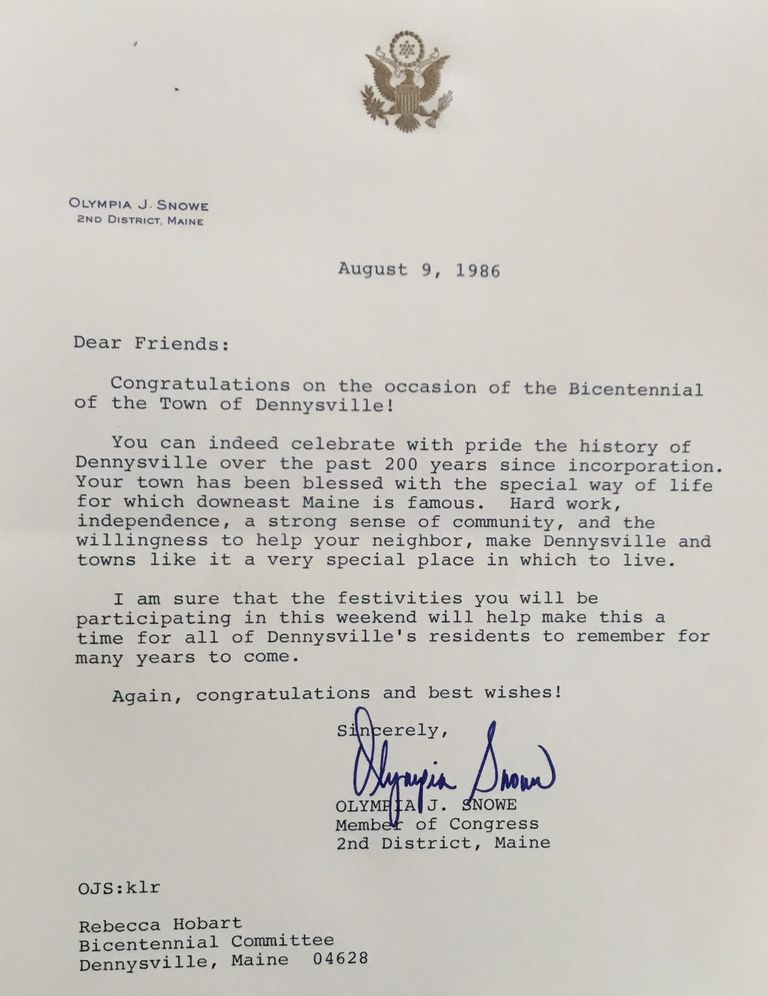 OLYMPIA J. SNOWE
2ND DISTRICT, MAINE
August 9, 1986
Dear Friends:
Congratulations on the occasion of the Bicentennial
of the Town of Dennysville!
You can indeed celebrate with pride the history of
Dennysville over the past 200 years since incorporation.
Your town has been blessed with the special way of life
for which downeast Maine is famous.  Hard work,
independence, a strong sense of community, and the
willingness to help your neighbor, make Dennysville and
towns like it a very special place in which to live.
I am sure that the festivities you will be
participating in this weekend will help make this a
time for all of Dennysville's residents to remember for
many years to come.
Again, congratulations and best wishes!
Sincerely,
Olympia Snowe
OLYMPIA J. SNOWE
Member of Congress
2nd District, Maine
OJS:klr
Rebecca Hobart
Bicentennial Committee
Dennysville, Maine  04628